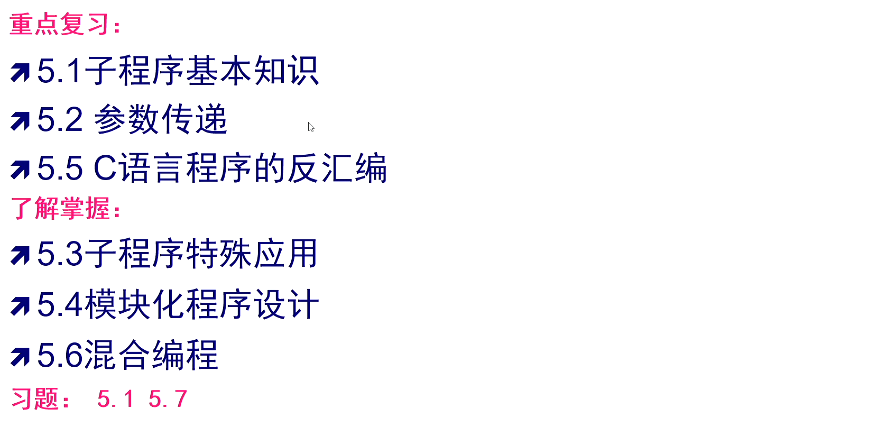 重点复习：
5.1子程序基本知识
5.2 参数传递
5.5 C语言程序的反汇编
了解掌握：
5.3子程序特殊应用
5.4模块化程序设计
5.6混合编程
习题： 5.1 5.7